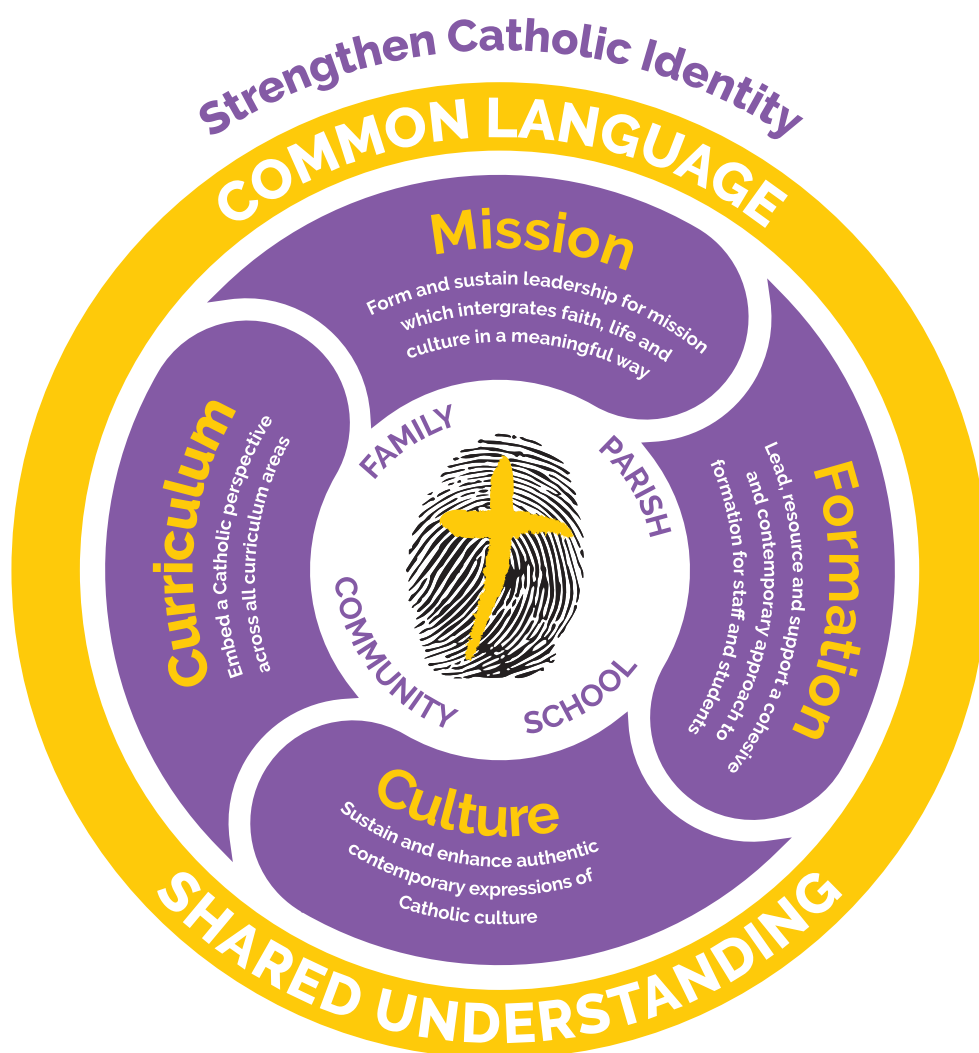 Strengthen Catholic Identity
COMMON LANGUAGE
Mission
Form and sustain leadership for mission
which intergrates faith, life and
culture in a meaningful way
Formation
Lead, resource and support a cohesive
and contemporary approach to
formation for staff and students
Culture
Sustain and enhance authentic
contemporary expressions of
Catholic culture
Curriculum
Embed a Catholic perspective
across all curriculum areas
FAMILY
PARISH
SCHOOL
COMMUNITY
SHARED UNDERSTANDING